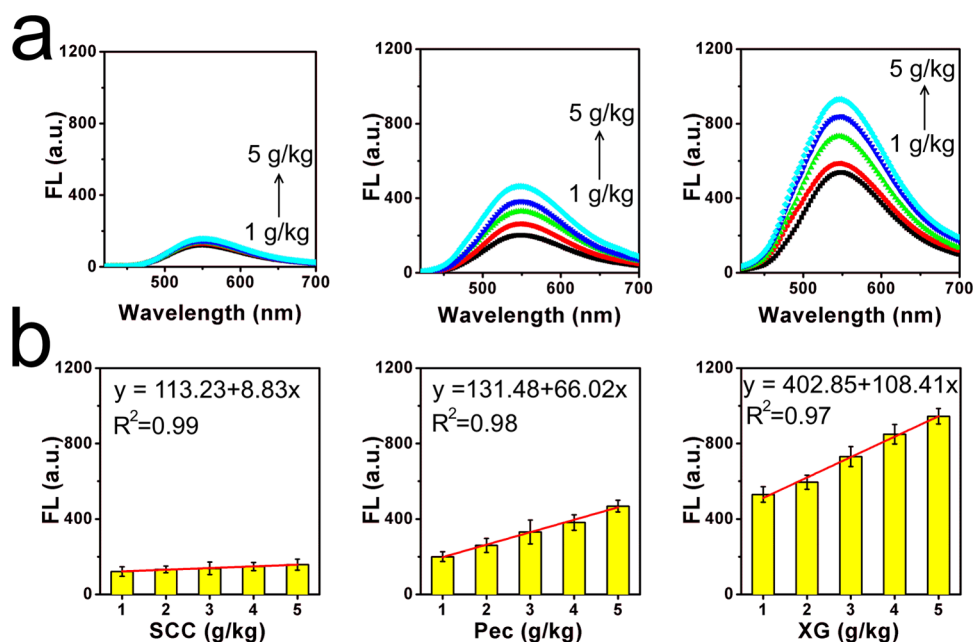 a
1200
800
400
0
FL (a.u.)
5 g/kg
1 g/kg
500
600
700
Wavelength (nm)
1200
800
400
0
FL (a.u.)
5 g/kg
1 g/kg
500
600
700
Wavelength (nm)
1200
800
400
0
FL (a.u.)
5 g/kg
1 g/kg
500
600
700
Wavelength (nm)
b
1200
800
400
0
FL (a.u.)
y = 113.23+8.83x
R²=0.99
1 2 3 4 5
SCC (g/kg)
1200
800
400
0
FL (a.u.)
y =131.48+66.02x
R²=0.98
1 2 3 4 5
Pec (g/kg)
1200
800
400
0
FL (a.u.)
y = 402.85+108.41x
R²=0.97
1 2 3 4 5
XG (g/kg)